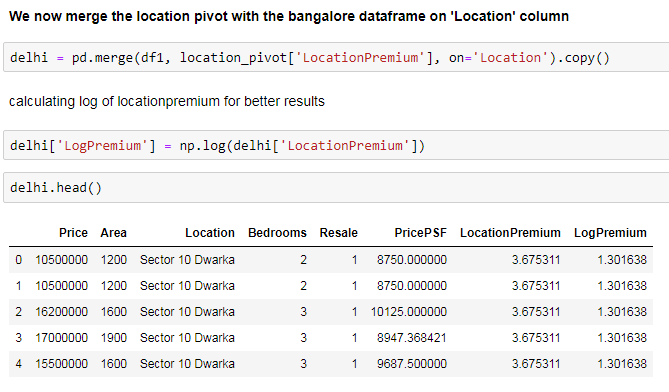 We now merge the location pivot with the bangalore dataframe on 'Location' column
delhi = pd.merge(df1, location_pivot['LocationPremium'], on='Location').copy()
calculating log of locationpremium for better results
delhi['LogPremium'] = np.log(delhi['LocationPremium'])
delhi.head()
Price Area Location Bedrooms Resale PricePSF LocationPremium LogPremium
0 10500000 1200 Sector 10 Dwarka 2 1 8750.000000 3.675311 1.301638
1 10500000 1200 Sector 10 Dwarka 2 1 8750.000000 3.675311 1.301638
2 16200000 1600 Sector 10 Dwarka 3 1 10125.000000 3.675311 1.301638
3 17000000 1900 Sector 10 Dwarka 3 1 8947.368421 3.675311 1.301638
4 15500000 1600 Sector 10 Dwarka 3 1 9687.500000 3.675311 1.301638